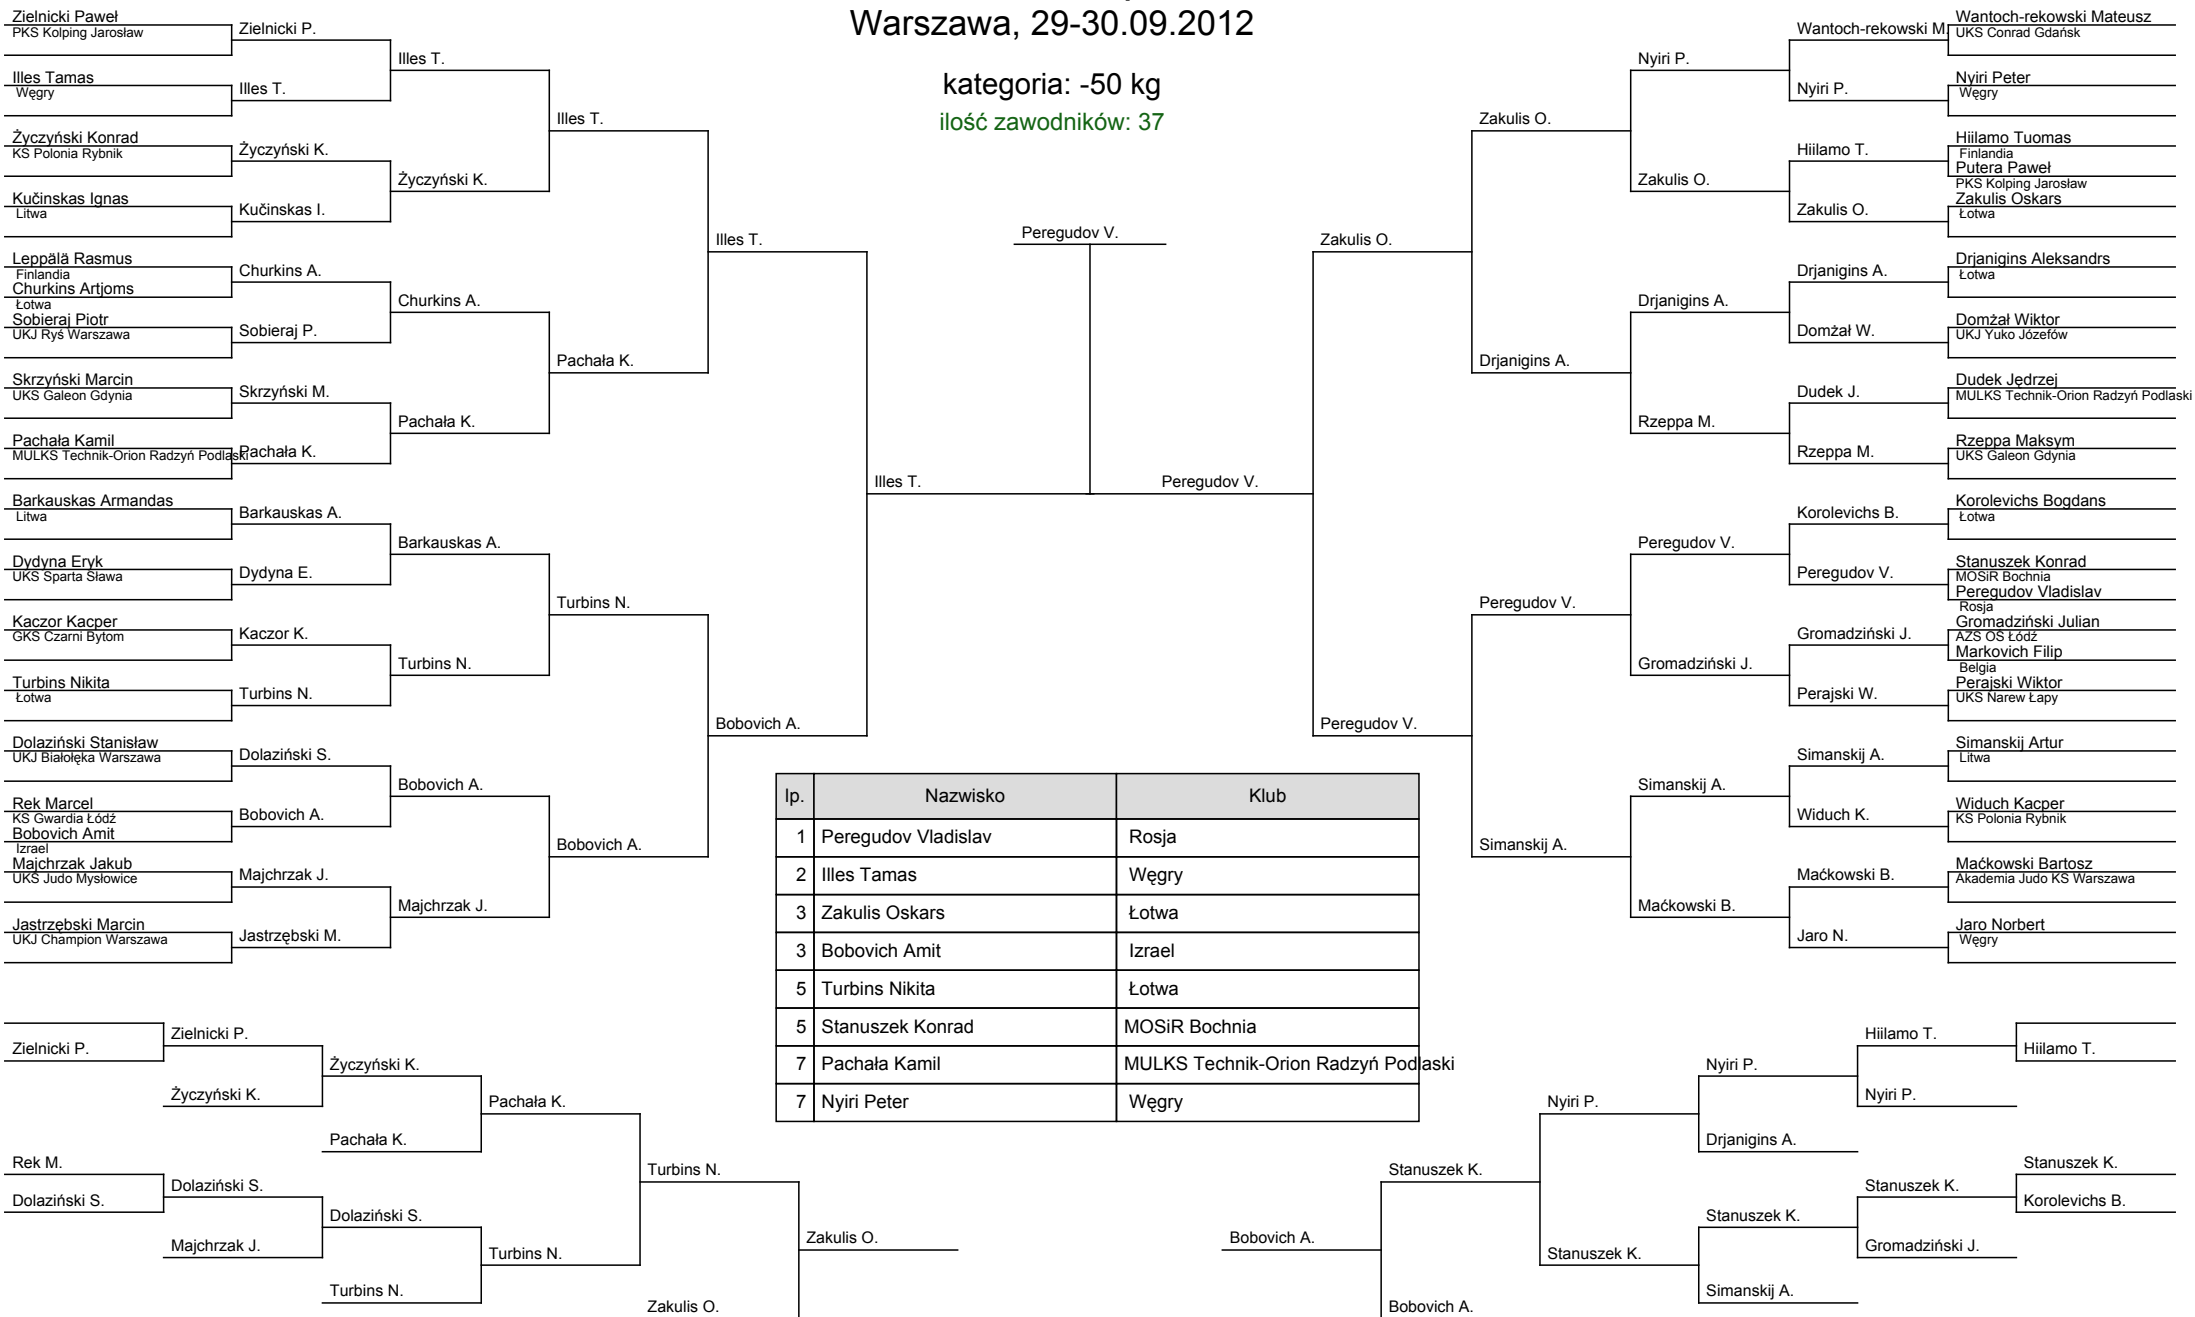 Warszawa, 29-30.09.2012
kategoria: -50 kg
ilość zawodników: 37
Zielnicki Paweł
PKS Kolping Jarosław
Illes Tamas
Węgry
Życzyński Konrad
KS Polonia Rybnik
Kučinskas Ignas
Litwa
Leppälä Rasmus
Finlandia
Churkins Artjoms
Łotwa
Sobieraj Piotr
UKJ Ryś Warszawa
Skrzyński Marcin
UKS Galeon Gdynia
Pachała Kamil
MULKS Technik-Orion Radzyń Podlaski
Barkauskas Armandas
Litwa
Dydyna Eryk
UKS Sparta Sława
Kaczor Kacper
GKS Czarni Bytom
Turbins Nikita
Łotwa
Dolaziński Stanisław
UKJ Białołęka Warszawa
Rek Marcel
KS Gwardia Łódź
Bobovich Amit
Izrael
Majchrzak Jakub
UKS Judo Mysłowice
Jastrzębski Marcin
UKJ Champion Warszawa
Zielnicki P.
Illes T.
Życzyński K.
Kučinskas I.
Churkins A.
Sobieraj P.
Skrzyński M.
Pachała K.
Barkauskas A.
Dydyna E.
Kaczor K.
Turbins N.
Dolaziński S.
Bobovich A.
Majchrzak J.
Jastrzębski M.
Illes T.
Życzyński K.
Churkins A.
Pachała K.
Barkauskas A.
Turbins N.
Bobovich A.
Majchrzak J.
Illes T.
Pachała K.
Turbins N.
Bobovich A.
Illes T.
Bobovich A.
Illes T.
Peregudov V.
Peregudov V.
Zakulis O.
Peregudov V.
Zakulis O.
Drjanigins A.
Peregudov V.
Simanskij A.
Nyiri P.
Zakulis O.
Drjanigins A.
Rzeppa M.
Peregudov V.
Gromadziński J.
Simanskij A.
Maćkowski B.
Wantoch-rekowski M.
Nyiri P.
Hiilamo T.
Zakulis O.
Drjanigins A.
Domżał W.
Dudek J.
Rzeppa M.
Korolevichs B.
Peregudov V.
Gromadziński J.
Perajski W.
Simanskij A.
Widuch K.
Maćkowski B.
Jaro N.
Wantoch-rekowski Mateusz
UKS Conrad Gdańsk
Nyiri Peter
Węgry
Hiilamo Tuomas
Finlandia
Putera Paweł
PKS Kolping Jarosław
Zakulis Oskars
Łotwa
Drjanigins Aleksandrs
Łotwa
Domżał Wiktor
UKJ Yuko Józefów
Dudek Jędrzej
MULKS Technik-Orion Radzyń Podlaski
Rzeppa Maksym
UKS Galeon Gdynia
Korolevichs Bogdans
Łotwa
Stanuszek Konrad
MOSiR Bochnia
Peregudov Vladislav
Rosja
Gromadziński Julian
AZS OŚ Łódź
Markovich Filip
Belgia
Perajski Wiktor
UKS Narew Łapy
Simanskij Artur
Litwa
Widuch Kacper
KS Polonia Rybnik
Maćkowski Bartosz
Akademia Judo KS Warszawa
Jaro Norbert
Węgry
lp. Nazwisko Klub
1 Peregudov Vladislav Rosja
2 Illes Tamas Węgry
3 Zakulis Oskars Łotwa
3 Bobovich Amit Izrael
5 Turbins Nikita Łotwa
5 Stanuszek Konrad MOSiR Bochnia
7 Pachała Kamil MULKS Technik-Orion Radzyń Podlaski
7 Nyiri Peter Węgry
Zielnicki P.
Rek M.
Dolaziński S.
Zielnicki P.
Życzyński K.
Dolaziński S.
Majchrzak J.
Życzyński K.
Pachała K.
Dolaziński S.
Turbins N.
Pachała K.
Turbins N.
Turbins N.
Zakulis O.
Zakulis O.
Bobovich A.
Stanuszek K.
Bobovich A.
Nyiri P.
Stanuszek K.
Nyiri P.
Drjanigins A.
Stanuszek K.
Simanskij A.
Hiilamo T.
Nyiri P.
Stanuszek K.
Gromadziński J.
Hiilamo T.
Stanuszek K.
Korolevichs B.